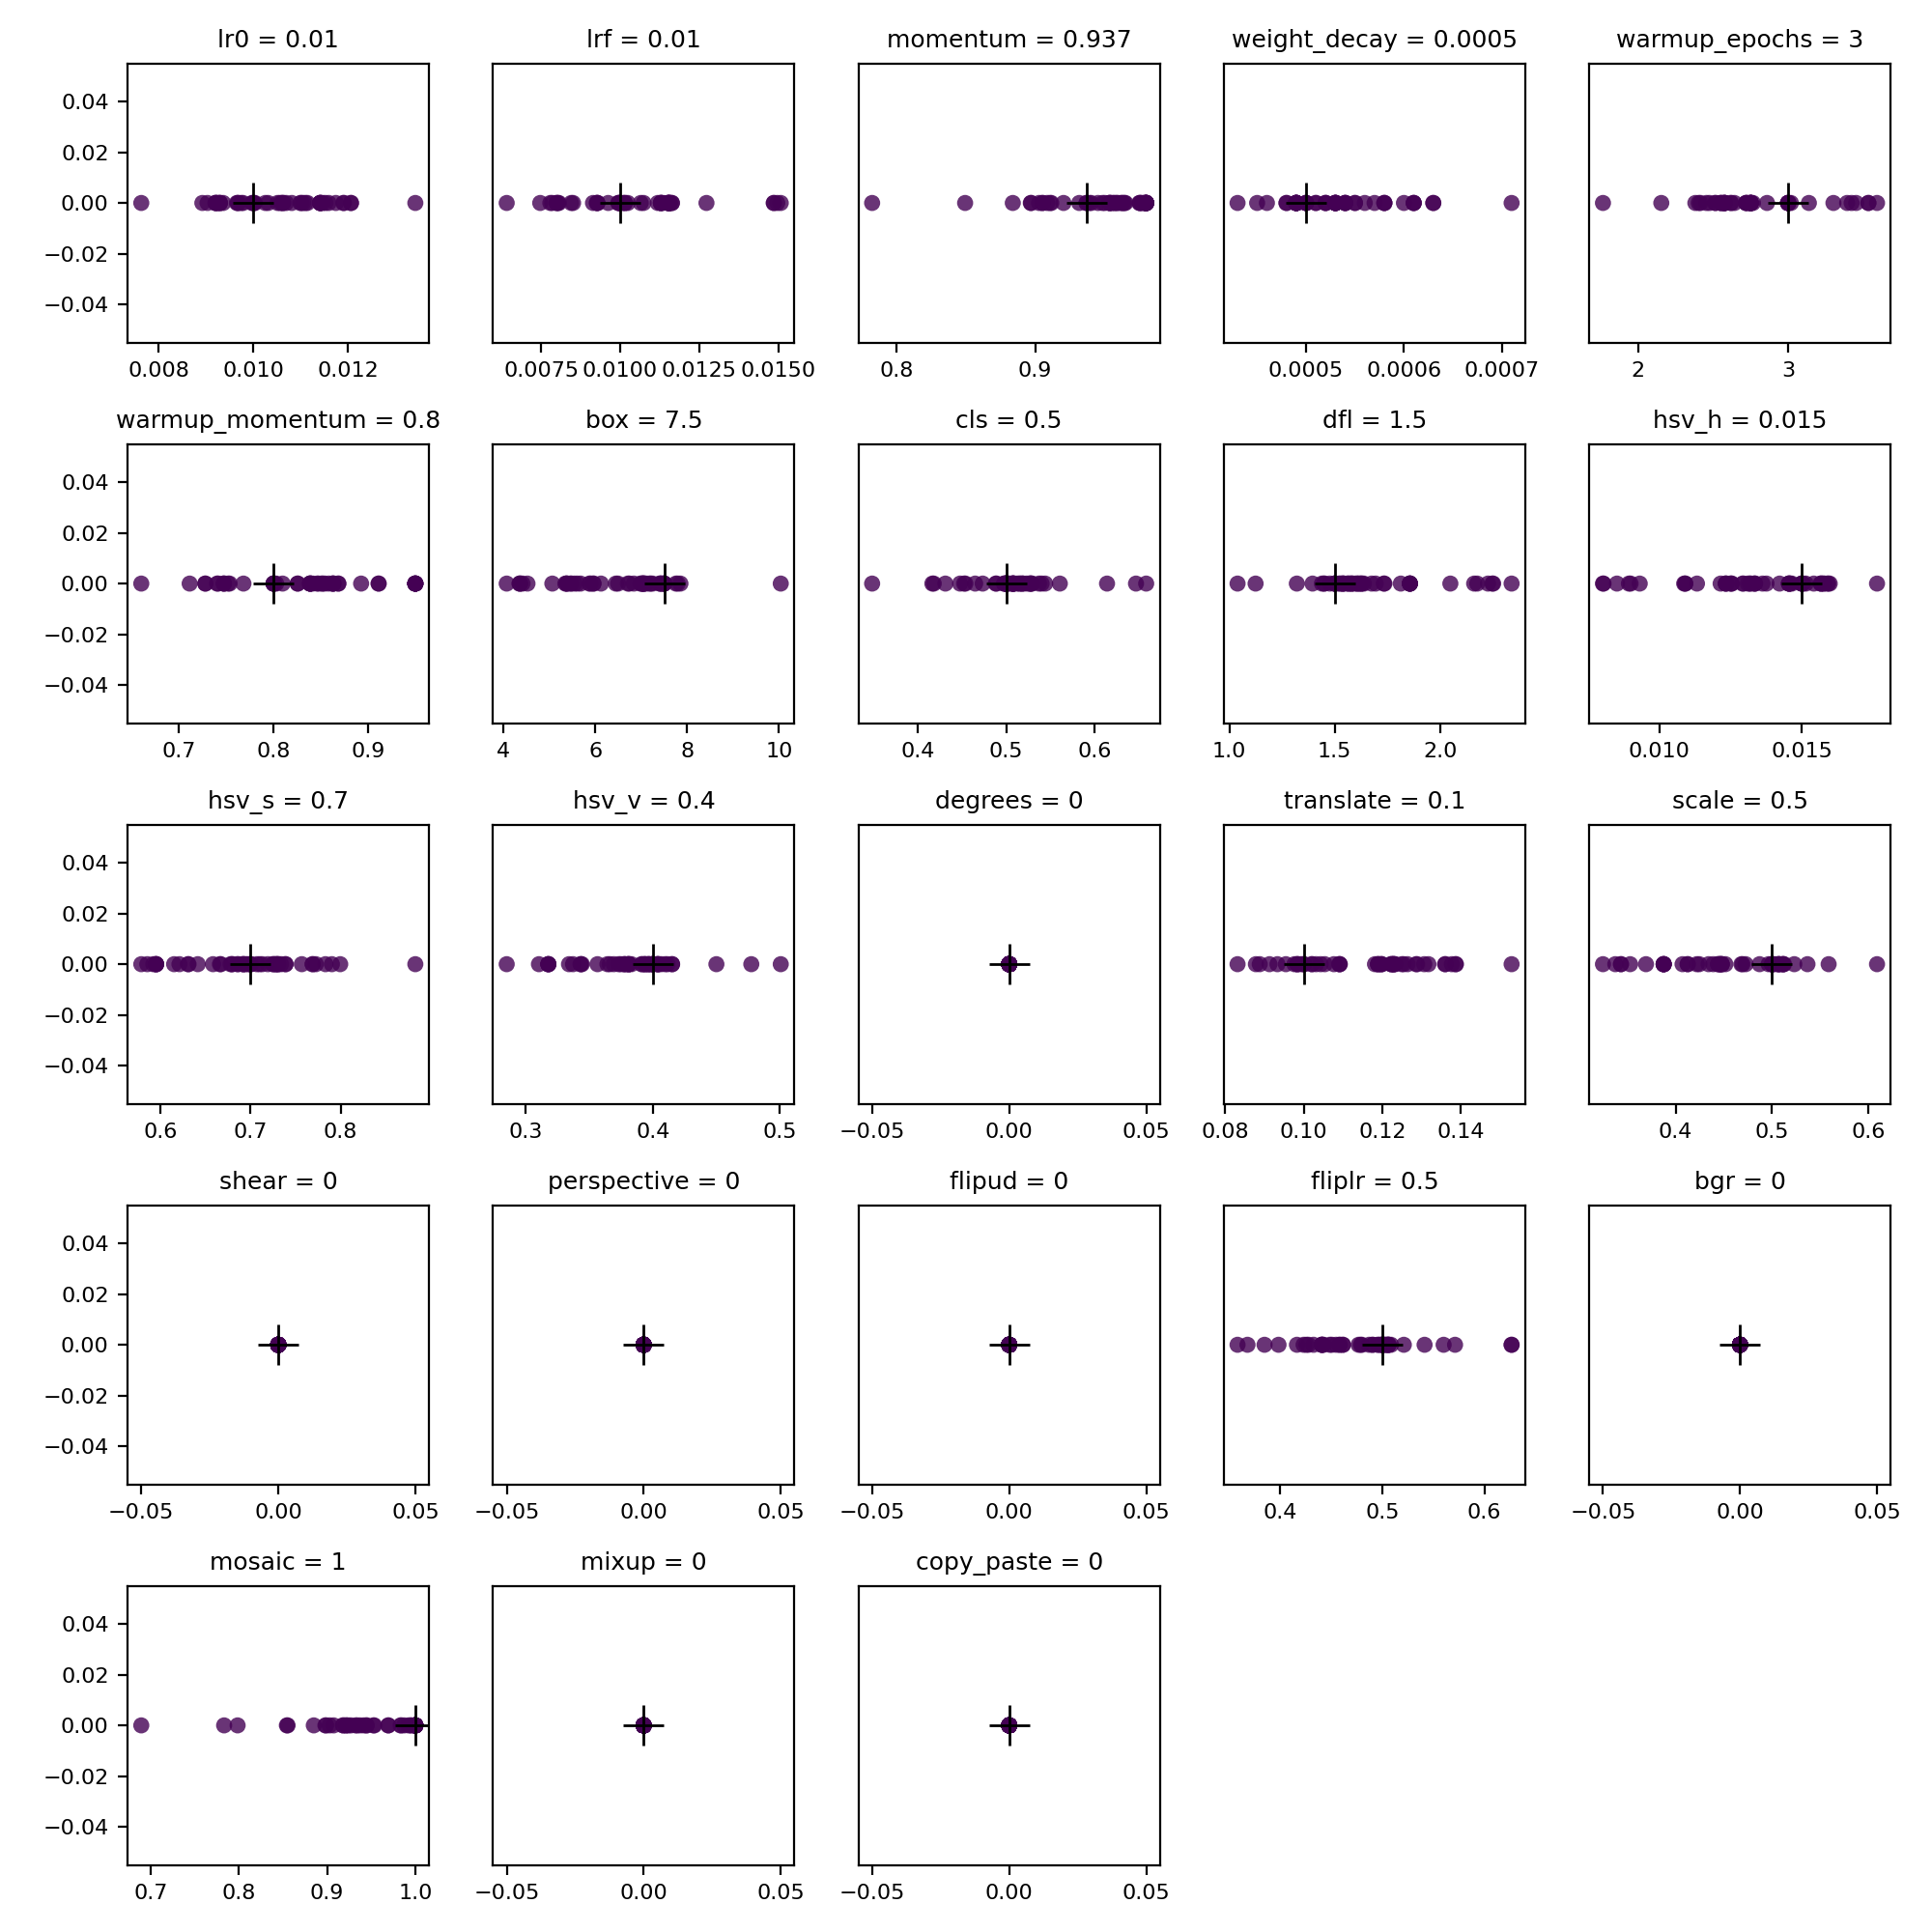 lr0 = 0.01 lrf = 0.01 momentum = 0.937 weight_decay = 0.0005 warmup_epochs = 3
0.04
0.02
0.00
−0.02
−0.04
0.008 0.010 0.012 0.0075 0.0100 0.0125 0.0150 0.8 0.9 0.0005 0.0006 0.0007 2 3
warmup_momentum = 0.8 box = 7.5 cls = 0.5 dfl = 1.5 hsv_h = 0.015
0.04
0.02
0.00
−0.02
−0.04
0.7 0.8 0.9 4 6 8 10 0.4 0.5 0.6 1.0 1.5 2.0 0.010 0.015
hsv_s = 0.7 hsv_v = 0.4 degrees = 0 translate = 0.1 scale = 0.5
0.04
0.02
0.00
−0.02
−0.04
0.6 0.7 0.8 0.3 0.4 0.5 −0.05 0.00 0.05 0.08 0.10 0.12 0.14 0.4 0.5 0.6
shear = 0 perspective = 0 flipud = 0 fliplr = 0.5 bgr = 0
0.04
0.02
0.00
−0.02
−0.04
−0.05 0.00 0.05 −0.05 0.00 0.05 −0.05 0.00 0.05 0.4 0.5 0.6 −0.05 0.00 0.05
mosaic = 1 mixup = 0 copy_paste = 0
0.04
0.02
0.00
−0.02
−0.04
0.7 0.8 0.9 1.0 −0.05 0.00 0.05 −0.05 0.00 0.05